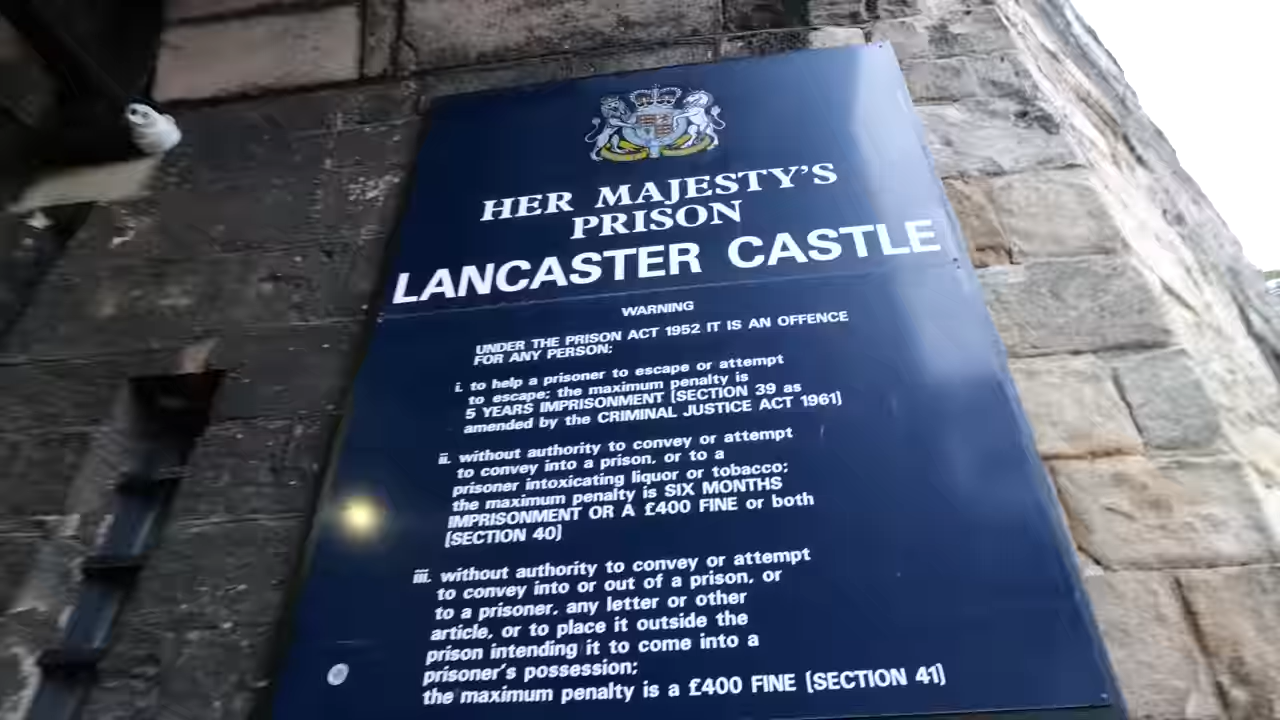 HER MAJESTY'S
PRISON
LANCASTER CASTLE
WARNING
UNDER THE PRISON ACT 1952 IT IS AN OFFENCE
FOR ANY PERSON:
i. to help a prisoner to escape or attempt
to escape; the maximum penalty is
5 YEARS IMPRISONMENT (SECTION 39 as
amended by the CRIMINAL JUSTICE ACT 1961)
ii. without authority to convey or attempt
to convey into a prison, or to a
prisoner intoxicating liquor or tobacco;
the maximum penalty is SIX MONTHS
IMPRISONMENT OR A £400 FINE or both
(SECTION 40)
iii. without authority to convey or attempt
to convey into or out of a prison, or
to a prisoner, any letter or other
article, or to place it outside the
prison intending it to come into a
prisoner's possession;
the maximum penalty is a £400 FINE (SECTION 41)